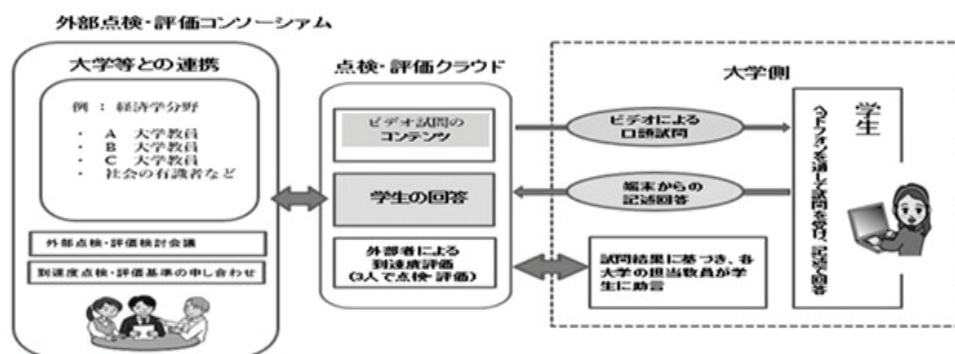 外部点検・評価コンソーシアム
大学等との連携
例 : 経済学分野
・ A 大学教員
・ B 大学教員
・ C 大学教員
・ 社会の有識者など
外部点検・評価検討会議
到達度点検・評価基準の申し合わせ
点検・評価クラウド
ビデオ試問の
コンテンツ
学生の回答
外部者による
到達度評価
(3人で点検・評価)
大学側
ビデオによる
口頭試問
端末からの
記述回答
試問結果に基づき、各
大学の担当教員が学
生に助言
学生
ヘッドフォンを通して試問を受け、記述で回答